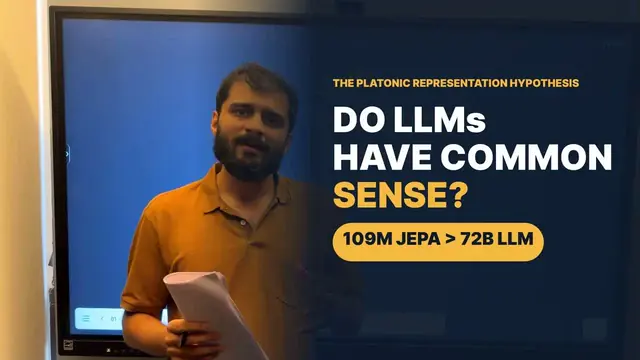 THE PLATONIC REPRESENTATION HYPOTHESIS
DO LLMs
HAVE COMMON
SENSE?
109M JEPA > 72B LLM